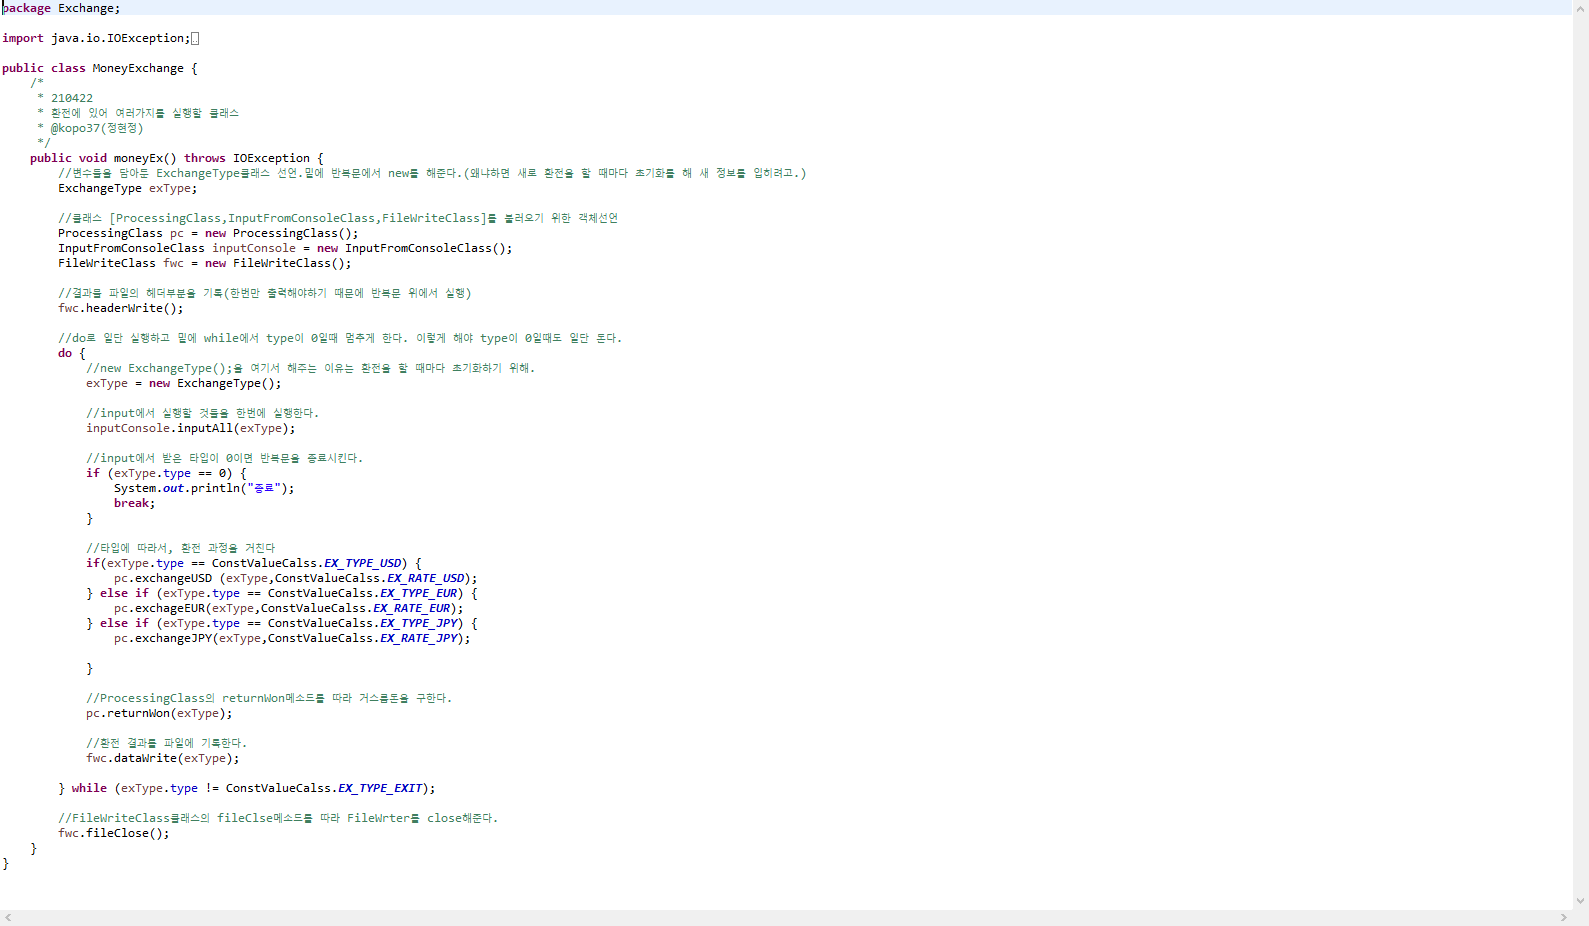 package Exchange;
import java.io.IOException;
public class MoneyExchange {
/*
* 210422
* 환전에 있어 여러가지를 실행할 클래스
* @kopo37(정현정)
*/
public void moneyEx() throws IOException {
//변수들을 담아둔 ExchangeType클래스 선언.밑에 반복문에서 new를 해준다.(왜냐하면 새로 환전을 할 때마다 초기화를 해 새 정보를 입히려고.)
ExchangeType exType;
//클래스 [ProcessingClass,InputFromConsoleClass,FileWriteClass]를 불러오기 위한 객체선언
ProcessingClass pc = new ProcessingClass();
InputFromConsoleClass inputConsole = new InputFromConsoleClass();
FileWriteClass fwc = new FileWriteClass();
//결과물 파일의 헤더부분을 기록(한번만 출력해야하기 때문에 반복문 위에서 실행)
fwc.headerWrite();
//do로 일단 실행하고 밑에 while에서 type이 0일때 멈추게 한다. 이렇게 해야 type이 0일때도 일단 돈다.
do {
//new ExchangeType();을 여기서 해주는 이유는 환전을 할 때마다 초기화하기 위해.
exType = new ExchangeType();
//input에서 실행할 것들을 한번에 실행한다.
inputConsole.inputAll(exType);
//input에서 받은 타입이 0이면 반복문을 종료시킨다.
if (exType.type == 0) {
System.out.println("종료");
break;
}
//타입에 따라서, 환전 과정을 거친다
if(exType.type == ConstValueCalss.EX_TYPE_USD) {
pc.exchangeUSD (exType,ConstValueCalss.EX_RATE_USD);
} else if (exType.type == ConstValueCalss.EX_TYPE_EUR) {
pc.exchageEUR(exType,ConstValueCalss.EX_RATE_EUR);
} else if (exType.type == ConstValueCalss.EX_TYPE_JPY) {
pc.exchangeJPY(exType,ConstValueCalss.EX_RATE_JPY);
}
//ProcessingClass의 returnWon메소드를 따라 거스름돈을 구한다.
pc.returnWon(exType);
//환전 결과를 파일에 기록한다.
fwc.dataWrite(exType);
} while (exType.type != ConstValueCalss.EX_TYPE_EXIT);
//FileWriteClass클래스의 fileClse메소드를 따라 FileWrter를 close해준다.
fwc.fileClose();
}
}